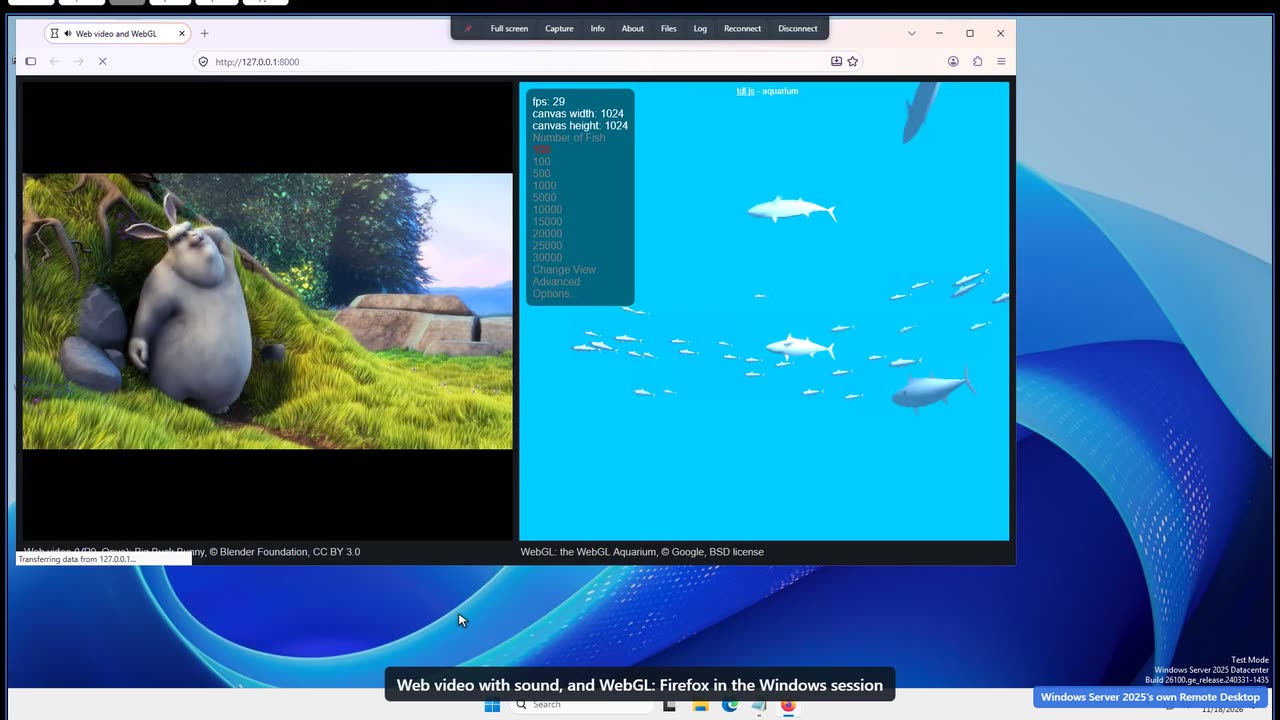 Full screen
Capture
Info
About
Files
Log
Reconnect
Disconnect
Web video and WebGL
http://127.0.0.1:8000
tdl.js - aquarium
fps: 29
canvas width: 1024
canvas height: 1024
Number of Fish
100
500
1000
5000
10000
15000
20000
25000
30000
Change View
Advanced
Options...
Big Buck Bunny, © Blender Foundation, CC BY 3.0
WebGL: the WebGL Aquarium, © Google, BSD license
Transferring data from 127.0.0.1...
Test Mode
Windows Server 2025 Datacenter
Build 26100.ge_release.240331-1435
Web video with sound, and WebGL: Firefox in the Windows session
Windows Server 2025's own Remote Desktop
Search
11/18/2026